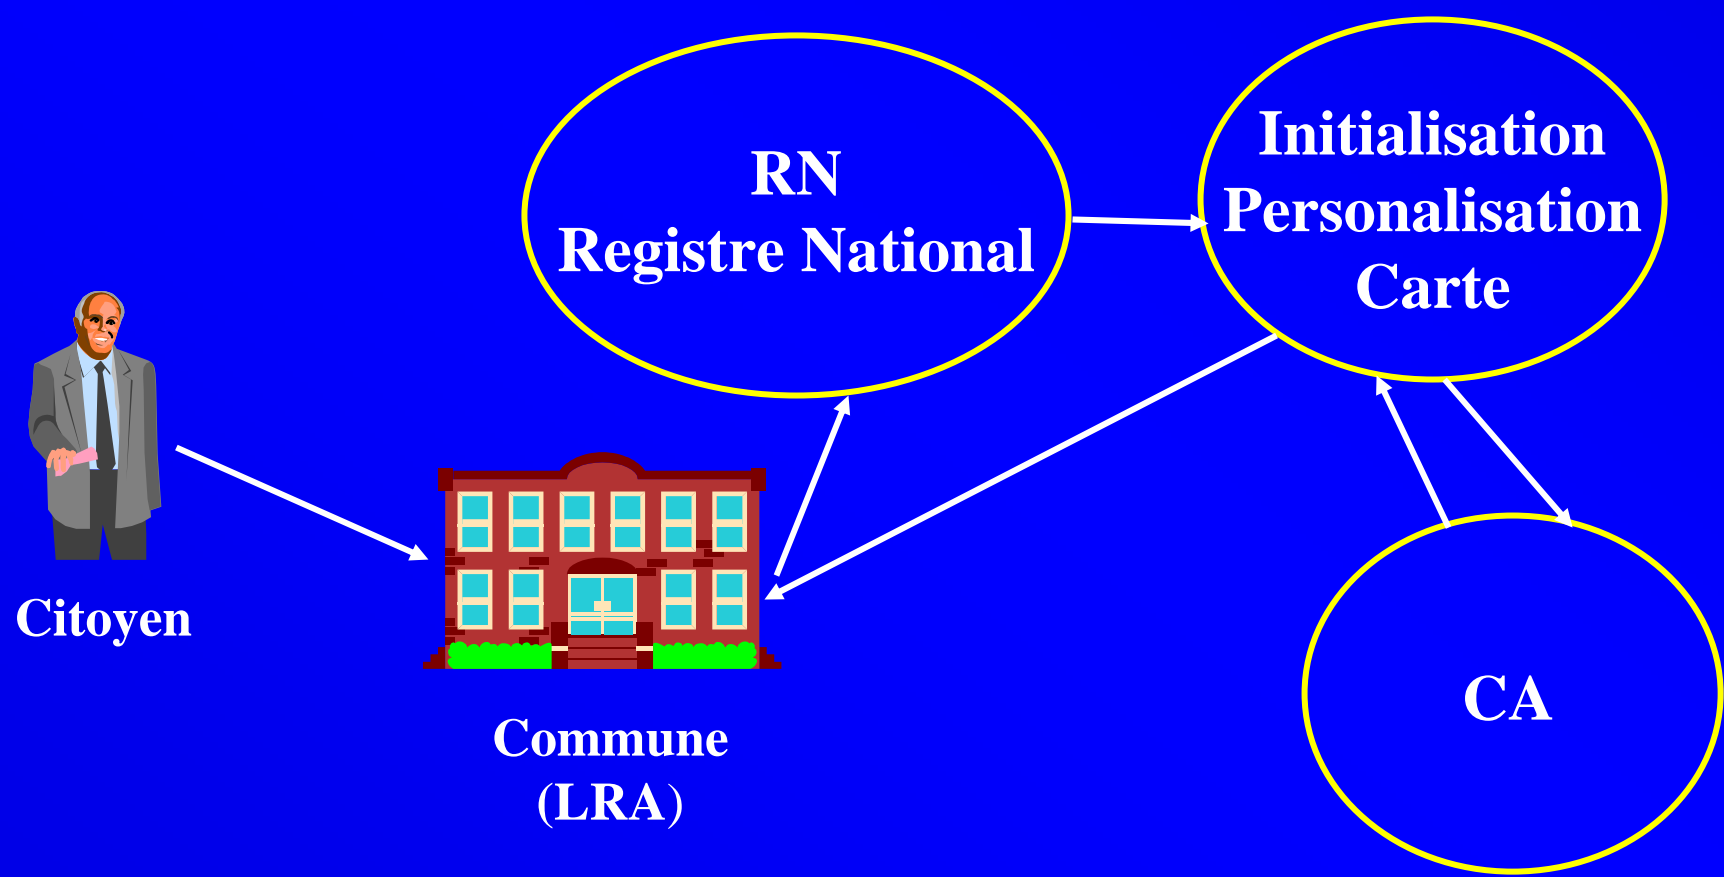 RN
Registre National
Initialisation
Personalisation
Carte
Citoyen
Commune
(LRA)
CA